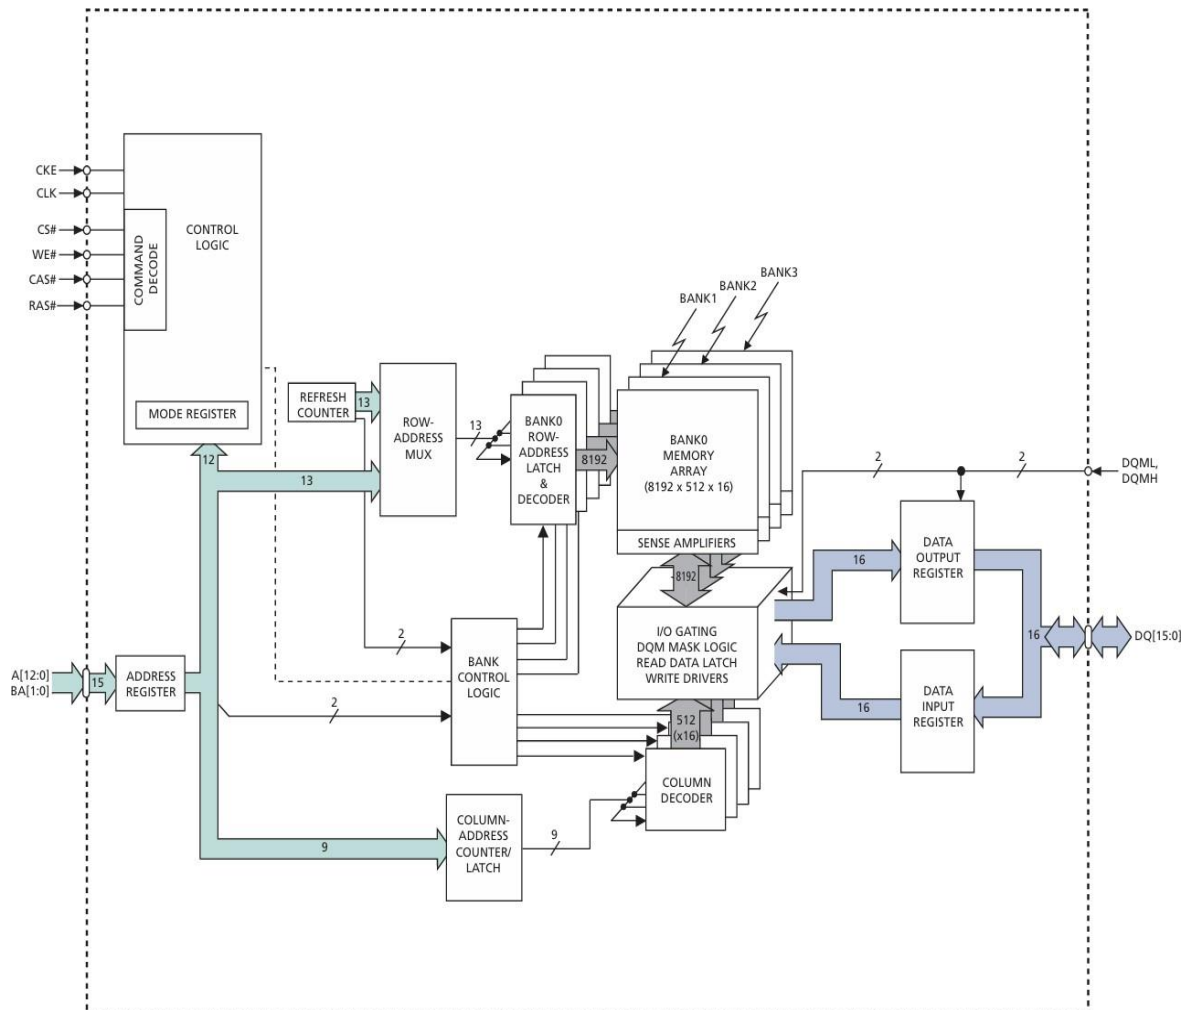 CKE
CLK
CS#
WE#
CAS#
RAS#
COMMAND
DECODE
CONTROL
LOGIC
MODE REGISTER
12
REFRESH
COUNTER
13
13
ROW-
ADDRESS
MUX
13
BANK0
ROW-
ADDRESS
LATCH
&
DECODER
8192
BANK1
BANK2
BANK3
BANK0
MEMORY
ARRAY
(8192 x 512 x 16)
SENSE AMPLIFIERS
8192
2
2
DQML,
DQMH
DATA
OUTPUT
REGISTER
16
I/O GATING
DQM MASK LOGIC
READ DATA LATCH
WRITE DRIVERS
16
DQ[15:0]
DATA
INPUT
REGISTER
16
A[12:0]
BA[1:0]
15
ADDRESS
REGISTER
2
2
BANK
CONTROL
LOGIC
512
(x16)
COLUMN
DECODER
9
COLUMN-
ADDRESS
COUNTER/
LATCH
9